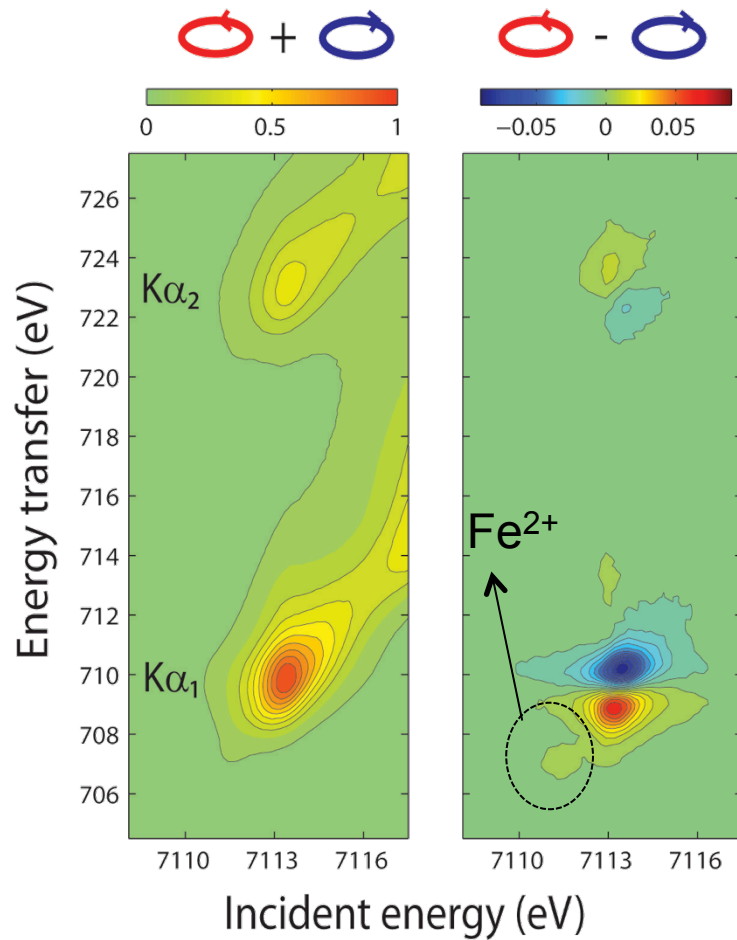 + -
0 0.5 1
−0.05 0 0.05
726
724
722
720
718
716
714
712
710
708
706
Kα₂
Kα₁
Fe²⁺
Energy transfer (eV)
7110 7113 7116
7110 7113 7116
Incident energy (eV)